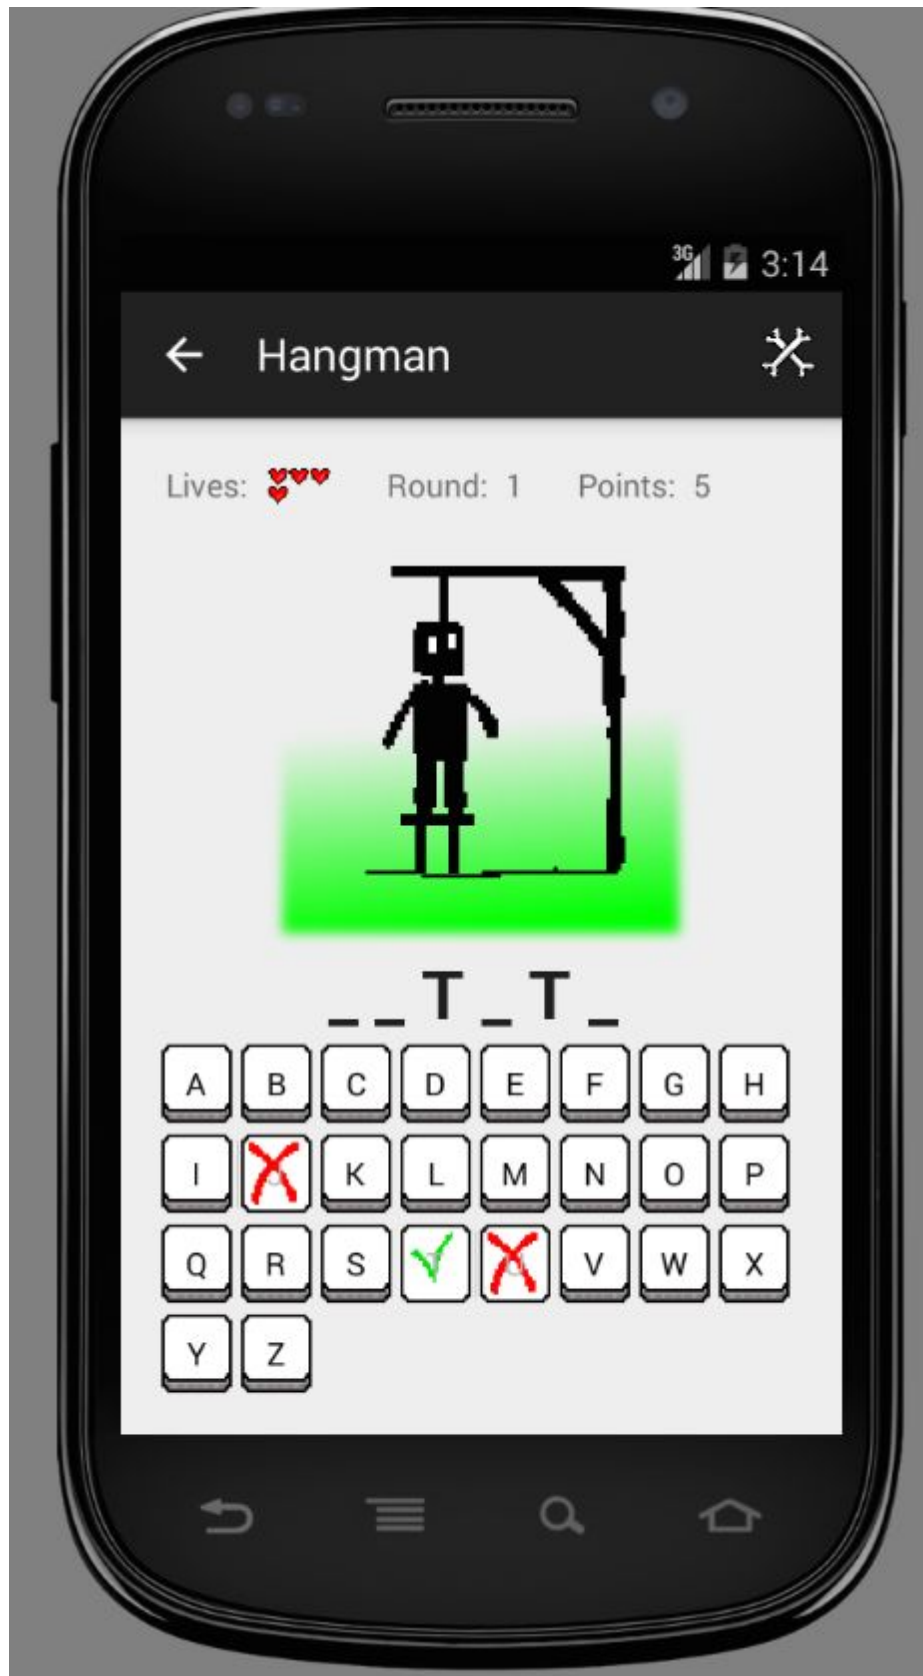 3G 3:14
Hangman
Lives: Round: 1 Points: 5
_ _ T _ T _
A B C D E F G H
I K L M N O P
Q R S V W X
Y Z